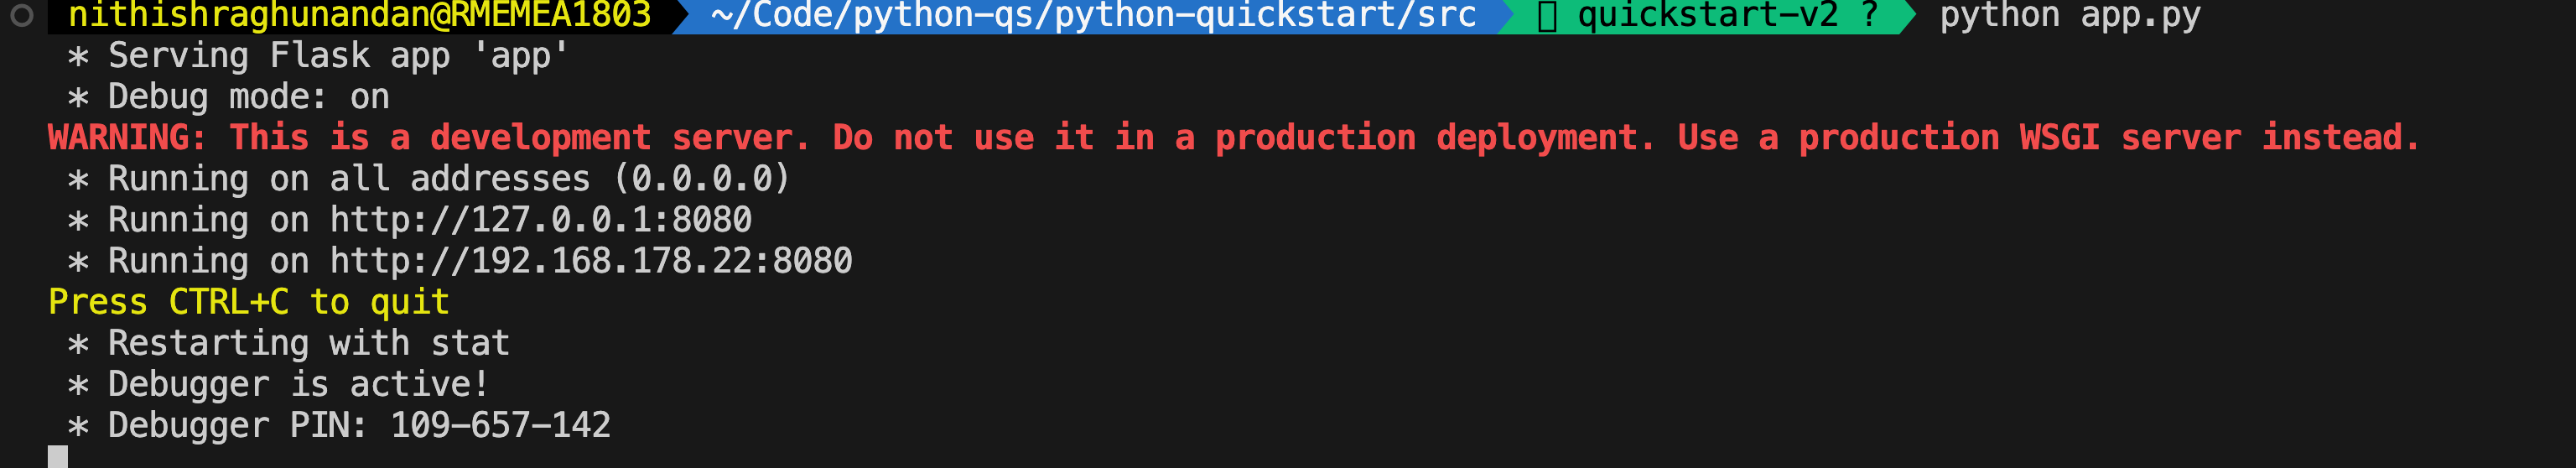 nithishraghunandan@RMEMEA1803 ~/Code/python-qs/python-quickstart/src quickstart-v2 ? python app.py
 * Serving Flask app 'app'
 * Debug mode: on
WARNING: This is a development server. Do not use it in a production deployment. Use a production WSGI server instead.
 * Running on all addresses (0.0.0.0)
 * Running on http://127.0.0.1:8080
 * Running on http://192.168.178.22:8080
Press CTRL+C to quit
 * Restarting with stat
 * Debugger is active!
 * Debugger PIN: 109-657-142